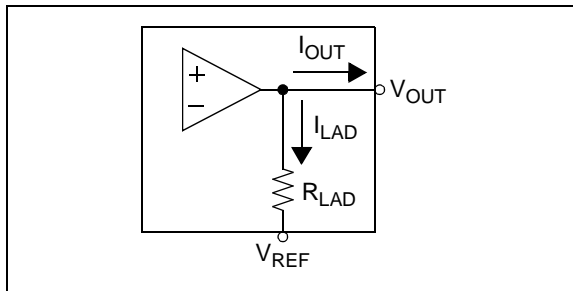 I_OUT
+
−
V_OUT
I_LAD
R_LAD
V_REF